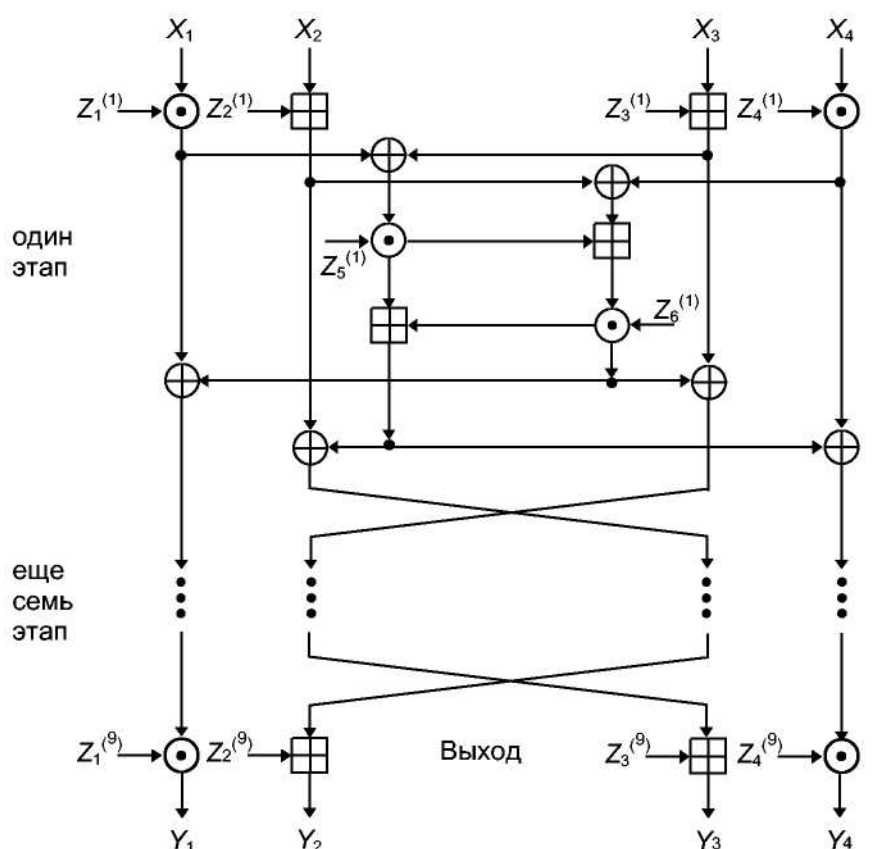 X₁ X₂ X₃ X₄
Z₁⁽¹⁾ Z₂⁽¹⁾ Z₃⁽¹⁾ Z₄⁽¹⁾
один
этап
Z₅⁽¹⁾
Z₆⁽¹⁾
еще
семь
этап
Z₁⁽⁹⁾ Z₂⁽⁹⁾ Выход Z₃⁽⁹⁾ Z₄⁽⁹⁾
Y₁ Y₂ Y₃ Y₄